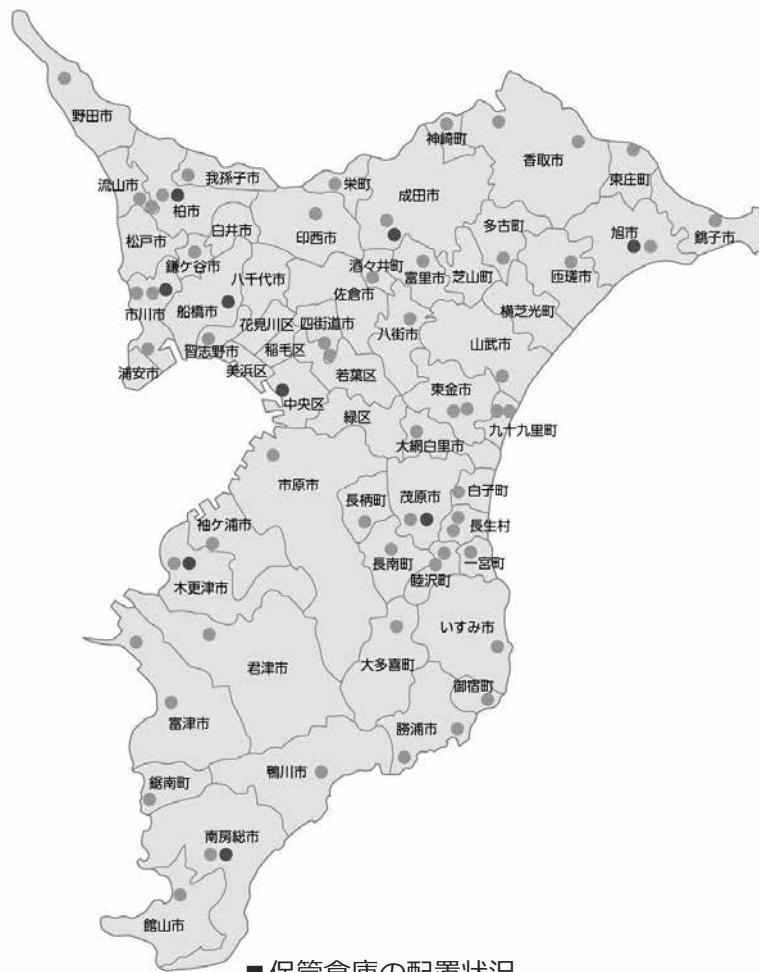 野田市
神崎町
香取市
東庄町
流山市
我孫子市
栄町
成田市
柏市
白井市
印西市
多古町
旭市
銚子市
松戸市
鎌ケ谷市
八千代市
酒々井町
富里市
芝山町
匝瑳市
佐倉市
市川市
船橋市
花見川区
四街道市
八街市
横芝光町
山武市
習志野市
稲毛区
浦安市
美浜区
若葉区
中央区
緑区
東金市
九十九里町
大網白里市
市原市
長柄町
茂原市
白子町
長生村
袖ケ浦市
長南町
睦沢町
一宮町
木更津市
いすみ市
君津市
大多喜町
御宿町
富津市
勝浦市
鴨川市
鋸南町
南房総市
館山市
■保管倉庫の配置状況